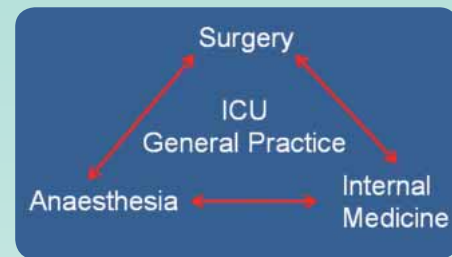 Surgery
ICU
General Practice
Anaesthesia
Internal
Medicine